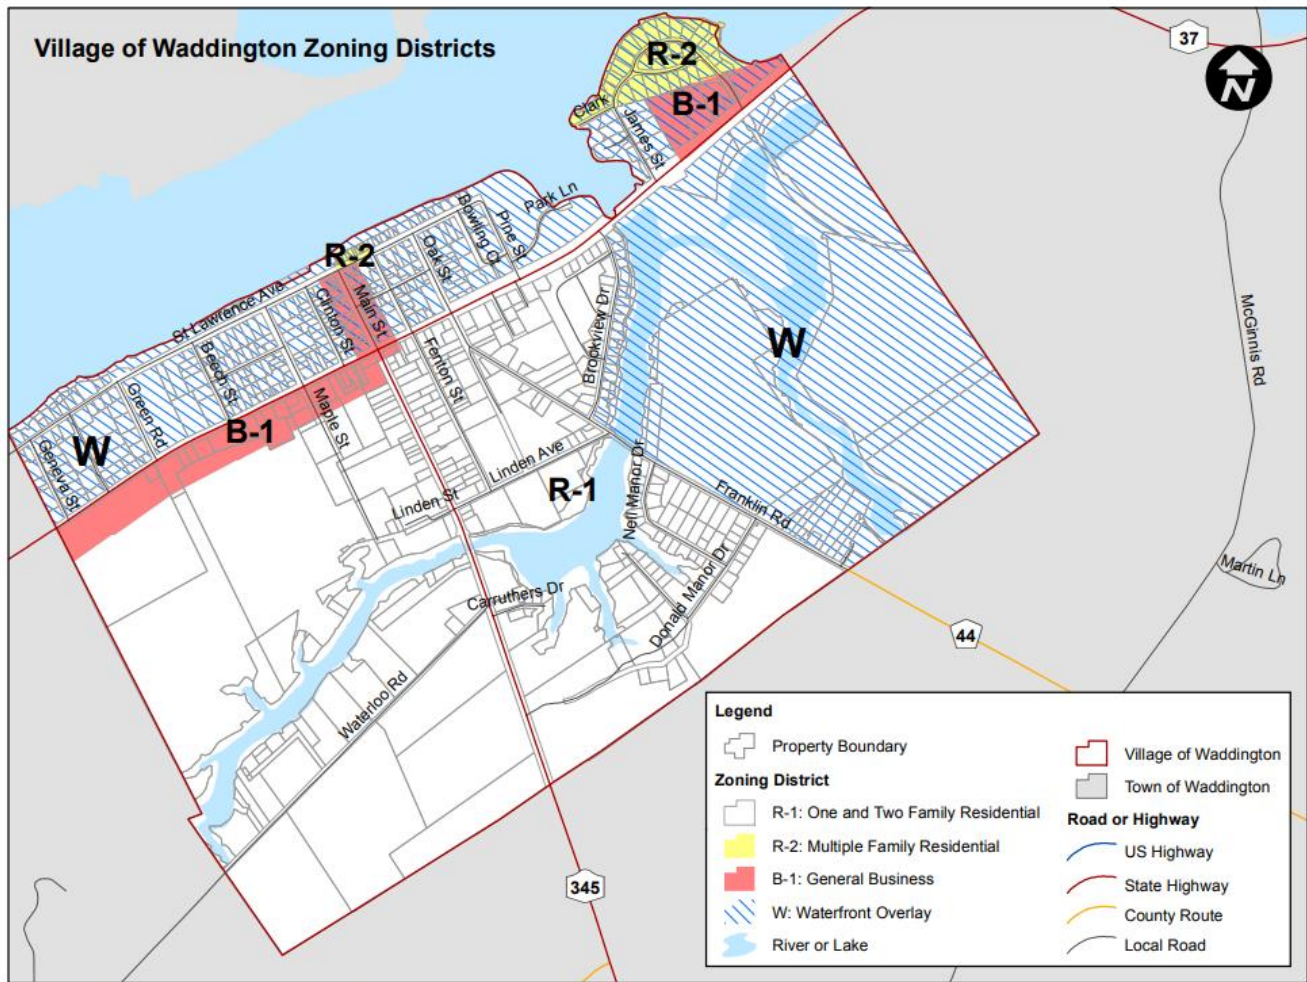 Village of Waddington Zoning Districts
37
N
R-2
B-1
Clark
James St
Park Ln
Bowling Ct
Pine St
Oak St
R-2
St Lawrence Ave
Main St
Clinton St
Beech St
Fenton St
Brockview Dr
W
McGinnis Rd
Green Rd
Maple St
B-1
W
Geneva St
Linden Ave
Linden St
R-1
Neil Manor Dr
Franklin Rd
Martin Ln
Carruthers Dr
Donald Manor Dr
44
Waterloo Rd
345
Legend
Property Boundary
Zoning District
R-1: One and Two Family Residential
R-2: Multiple Family Residential
B-1: General Business
W: Waterfront Overlay
River or Lake
Village of Waddington
Town of Waddington
Road or Highway
US Highway
State Highway
County Route
Local Road